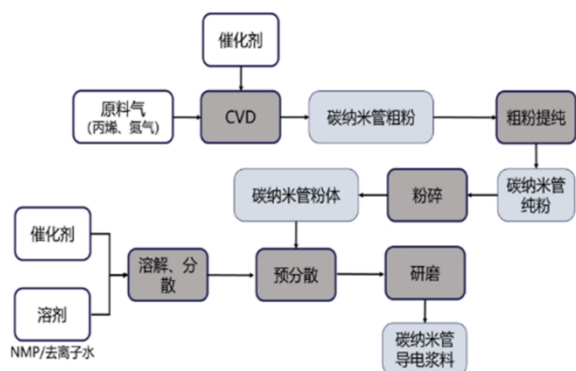 催化剂
原料气
(丙烯、氮气)
CVD
碳纳米管粗粉
粗粉提纯
碳纳米管粉体
粉碎
碳纳米管
纯粉
催化剂
溶解、分
散
预分散
研磨
溶剂
NMP/去离子水
碳纳米管
导电浆料